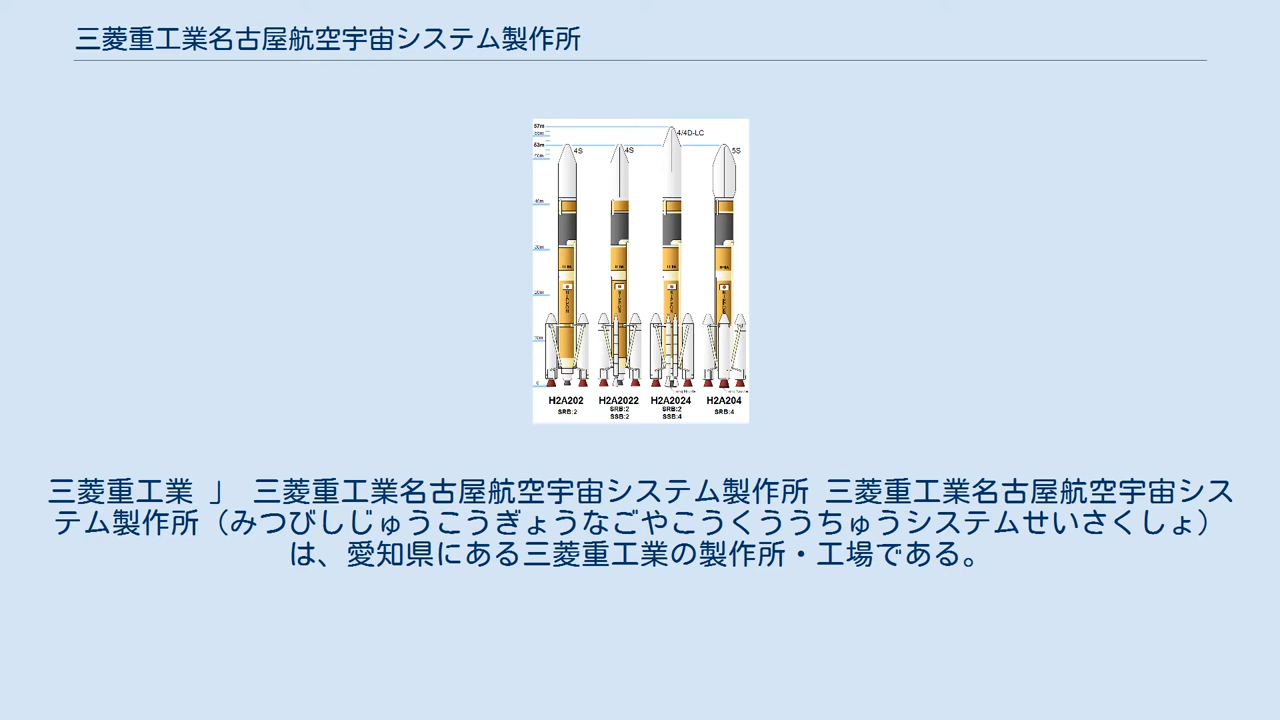 三菱重工業名古屋航空宇宙システム製作所
57m
53m
4S
4S
4/4D-LC
5S
H2A202
H2A2022
H2A2024
H2A204
SRB:2
SRB:2
SSB:2
SRB:2
SSB:4
SRB:4
三菱重工業 」 三菱重工業名古屋航空宇宙システム製作所 三菱重工業名古屋航空宇宙シス
テム製作所（みつびしじゅうこうぎょうなごやこうくううちゅうシステムせいさくしょ）
は、愛知県にある三菱重工業の製作所・工場である。